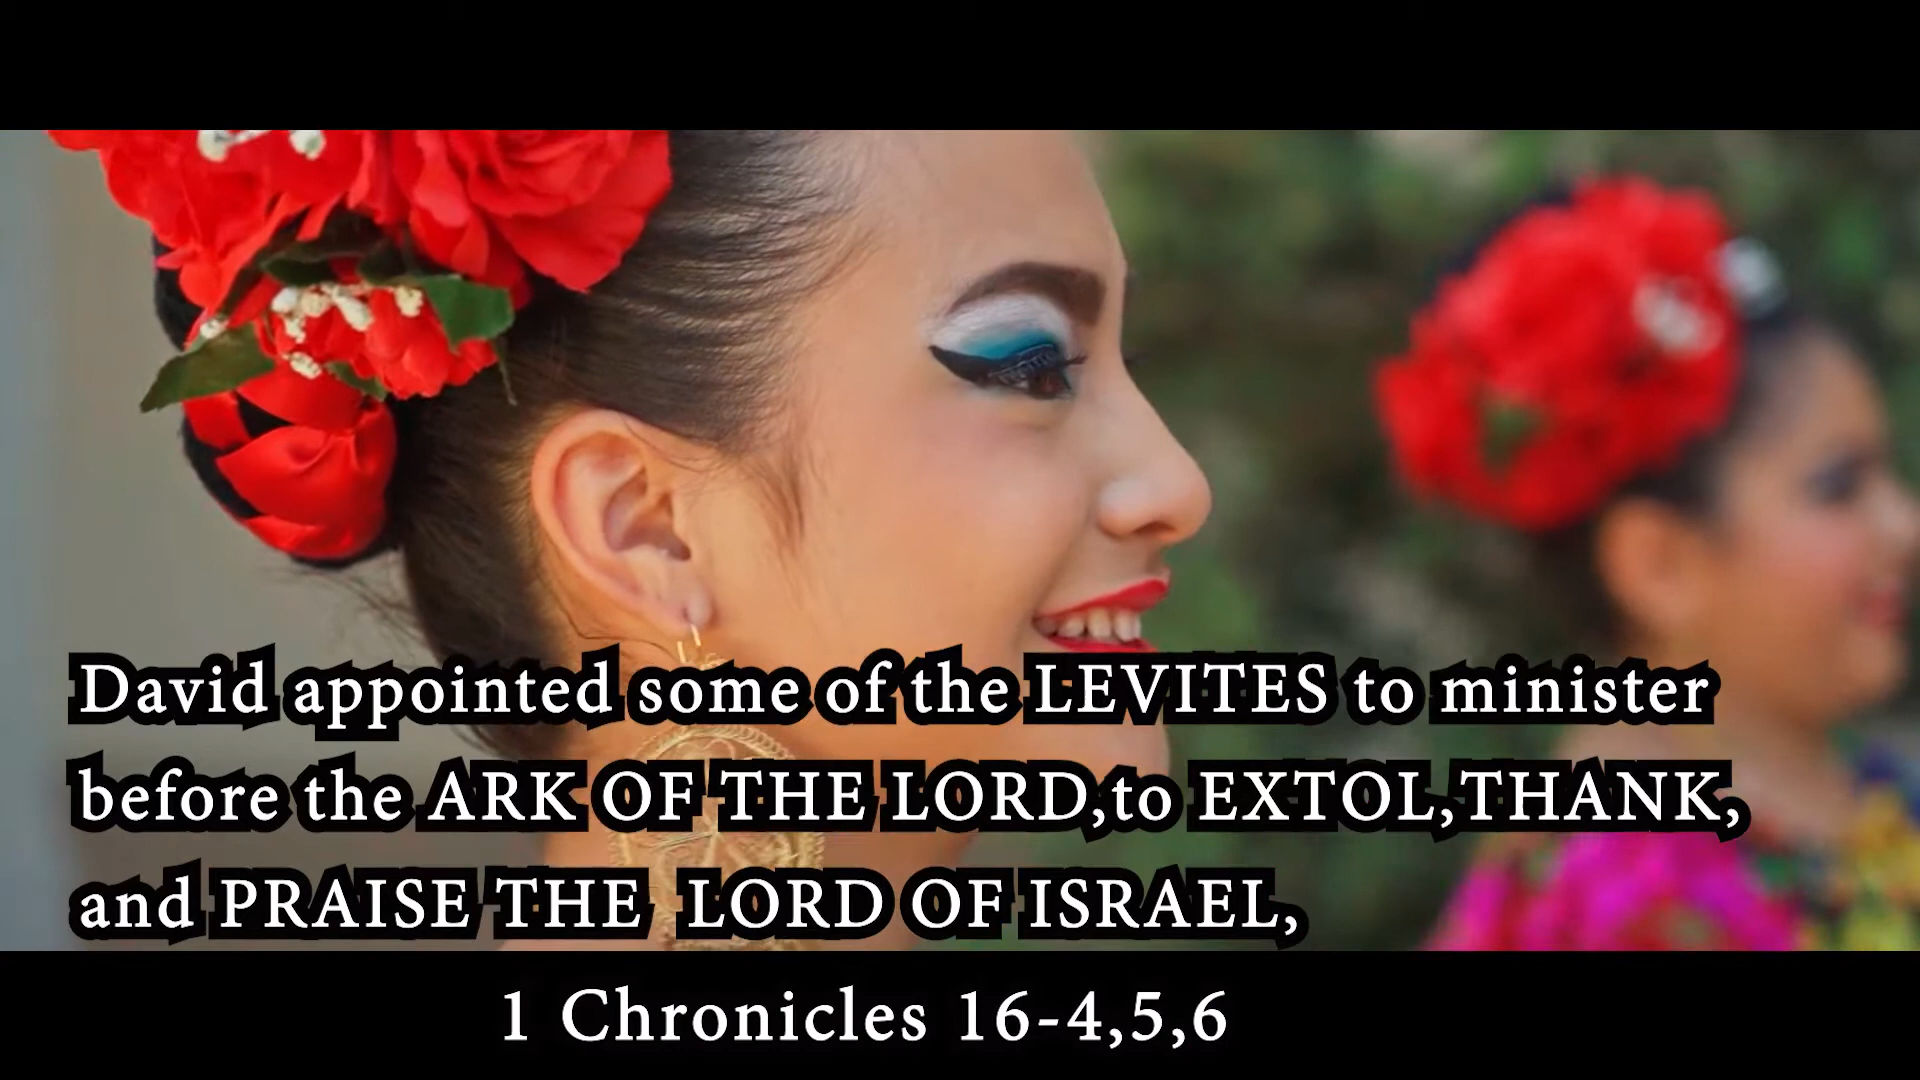 David appointed some of the LEVITES to minister
before the ARK OF THE LORD,to EXTOL,THANK,
and PRAISE THE  LORD OF ISRAEL,
1 Chronicles 16-4,5,6